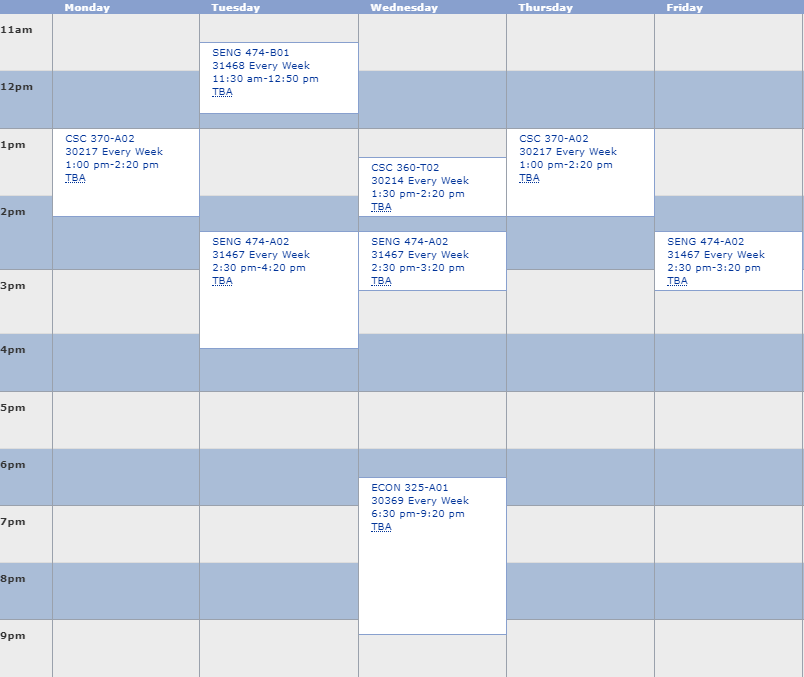 Monday Tuesday Wednesday Thursday Friday
11am
SENG 474-B01
31468 Every Week
11:30 am-12:50 pm
TBA
12pm
1pm
CSC 370-A02
30217 Every Week
1:00 pm-2:20 pm
TBA
CSC 360-T02
30214 Every Week
1:30 pm-2:20 pm
TBA
CSC 370-A02
30217 Every Week
1:00 pm-2:20 pm
TBA
2pm
SENG 474-A02
31467 Every Week
2:30 pm-4:20 pm
TBA
SENG 474-A02
31467 Every Week
2:30 pm-3:20 pm
TBA
SENG 474-A02
31467 Every Week
2:30 pm-3:20 pm
TBA
3pm
4pm
5pm
6pm
ECON 325-A01
30369 Every Week
6:30 pm-9:20 pm
TBA
7pm
8pm
9pm